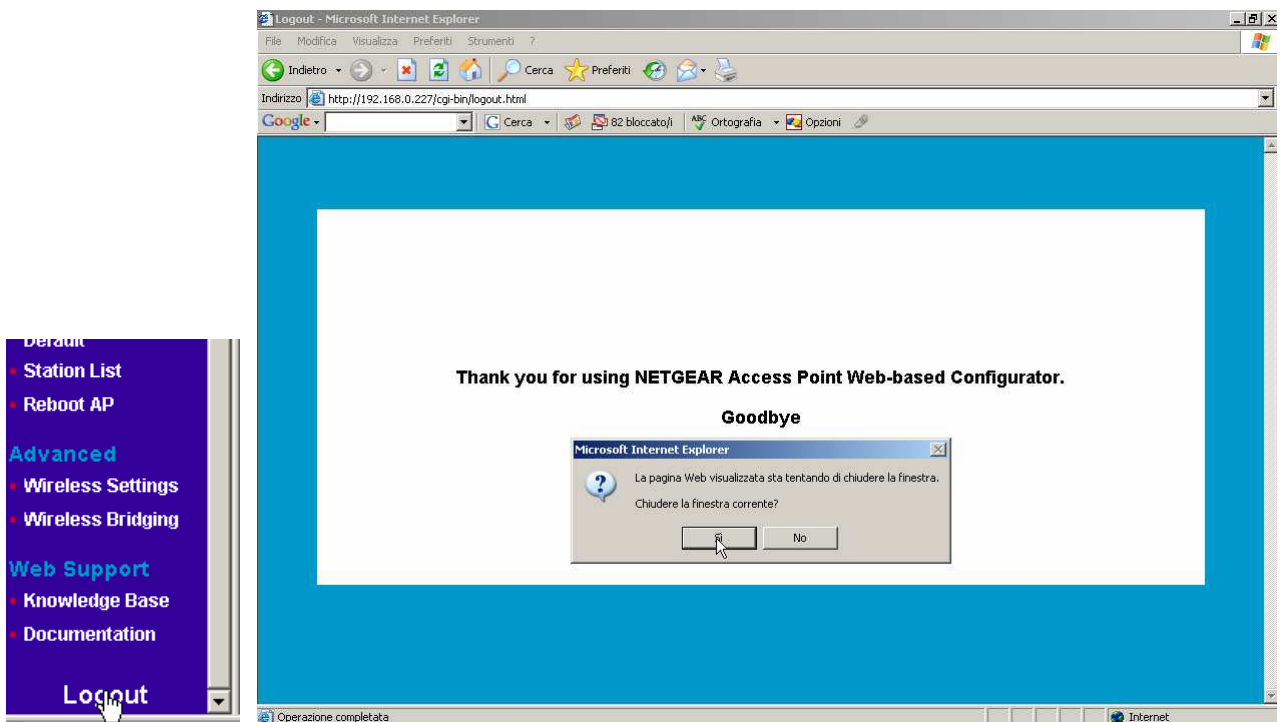 Default
Station List
Reboot AP
Advanced
Wireless Settings
Wireless Bridging
Web Support
Knowledge Base
Documentation
Logout
Logout - Microsoft Internet Explorer
File Modifica Visualizza Preferiti Strumenti ?
Indietro Cerca Preferiti
Indirizzo http://192.168.0.227/cgi-bin/logout.html
Google Cerca 82 bloccato/i ABC Ortografia Opzioni
Thank you for using NETGEAR Access Point Web-based Configurator.
Goodbye
Microsoft Internet Explorer
La pagina Web visualizzata sta tentando di chiudere la finestra.
Chiudere la finestra corrente?
Sì No
Operazione completata Internet